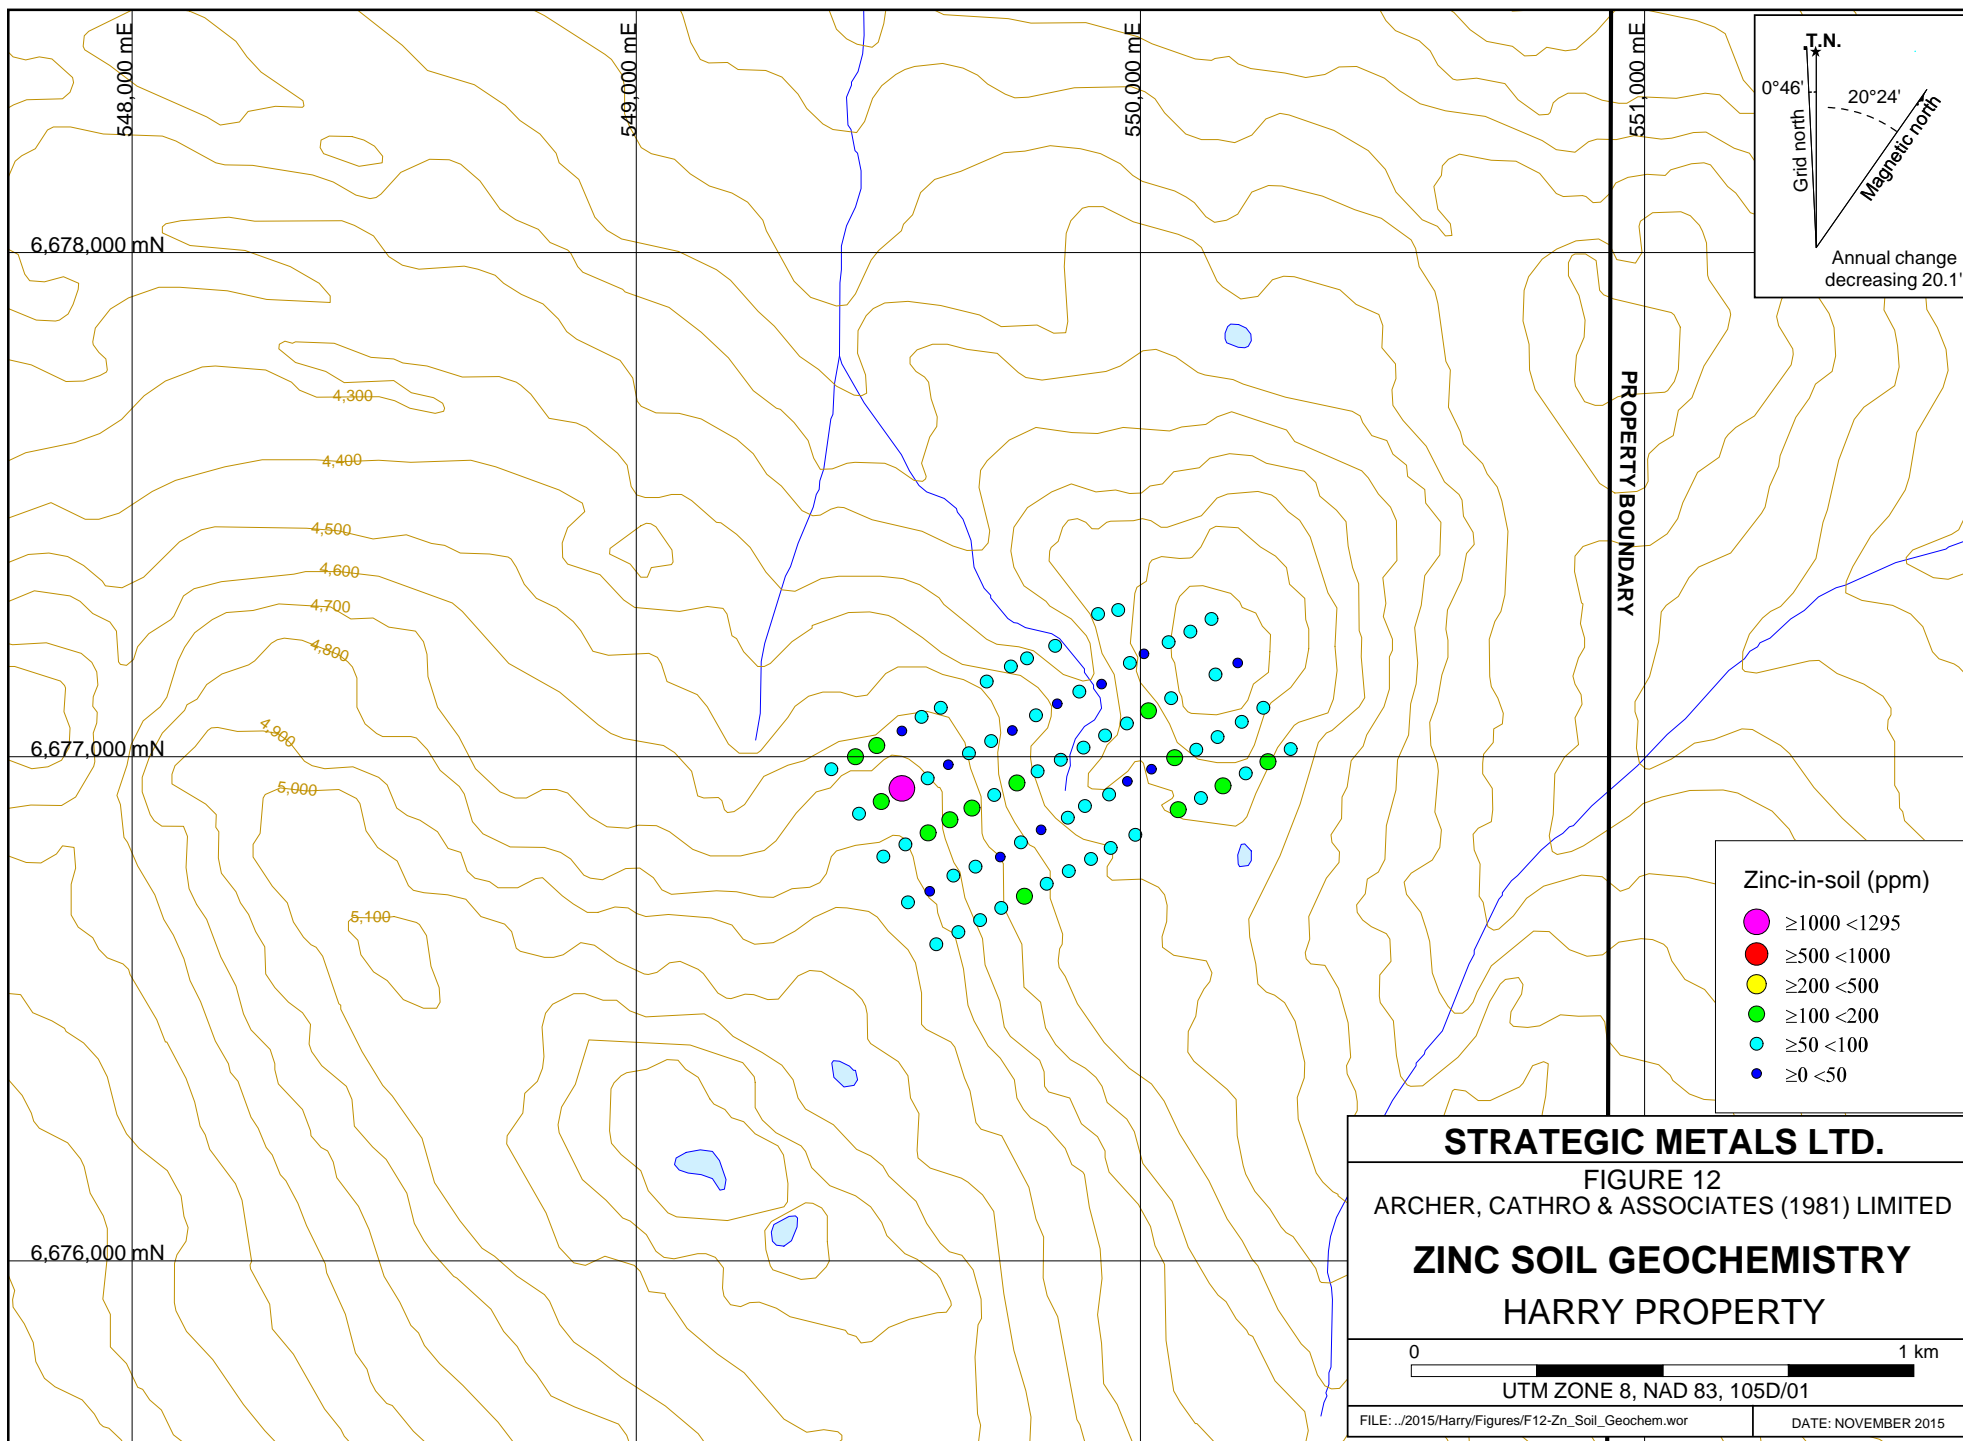 548,000 mE
549,000 mE
550,000 mE
551,000 mE
T.N.
0°46'
20°24'
Grid north
Magnetic north
Annual change
decreasing 20.1'
6,678,000 mN
6,677,000 mN
6,676,000 mN
4,300
4,400
4,500
4,600
4,700
4,800
4,900
5,000
5,100
PROPERTY BOUNDARY
Zinc-in-soil (ppm)
≥1000 <1295
≥500 <1000
≥200 <500
≥100 <200
≥50 <100
≥0 <50
STRATEGIC METALS LTD.
FIGURE 12
ARCHER, CATHRO & ASSOCIATES (1981) LIMITED
ZINC SOIL GEOCHEMISTRY
HARRY PROPERTY
0 1 km
UTM ZONE 8, NAD 83, 105D/01
FILE: ../2015/Harry/Figures/F12-Zn_Soil_Geochem.wor
DATE: NOVEMBER 2015